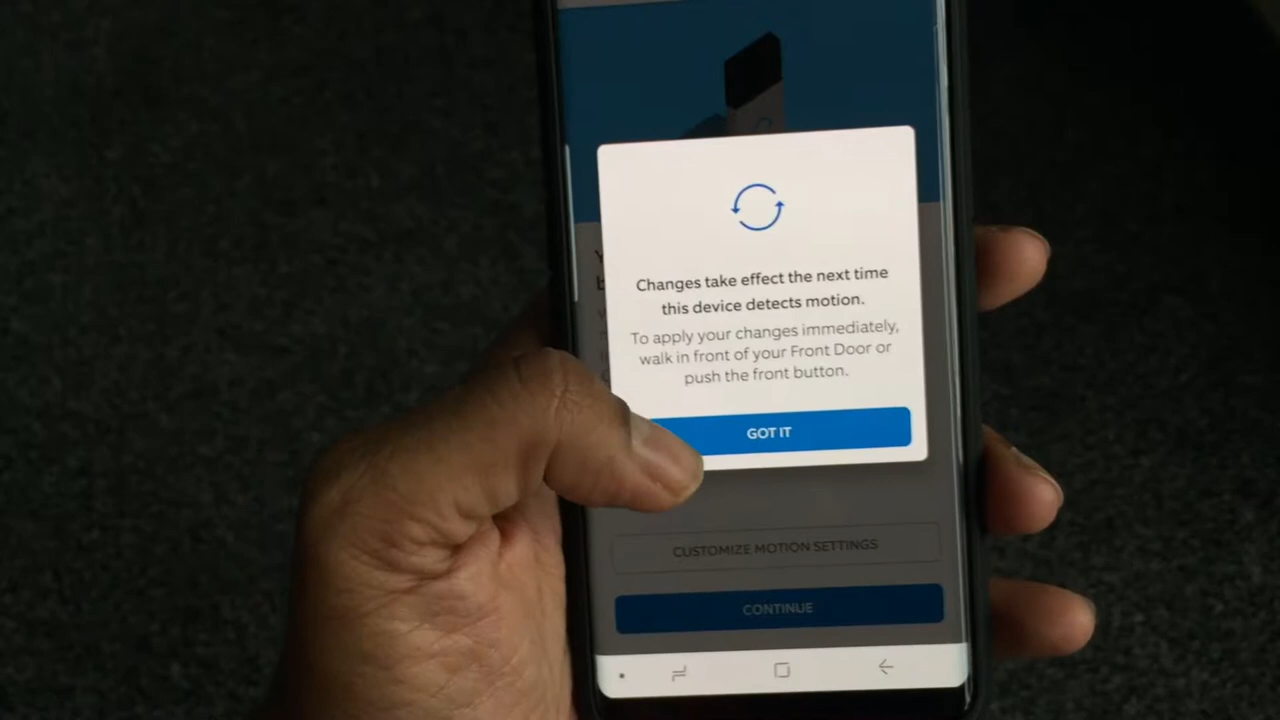 Changes take effect the next time
this device detects motion.
To apply your changes immediately,
walk in front of your Front Door or
push the front button.
GOT IT
CUSTOMIZE MOTION SETTINGS
CONTINUE